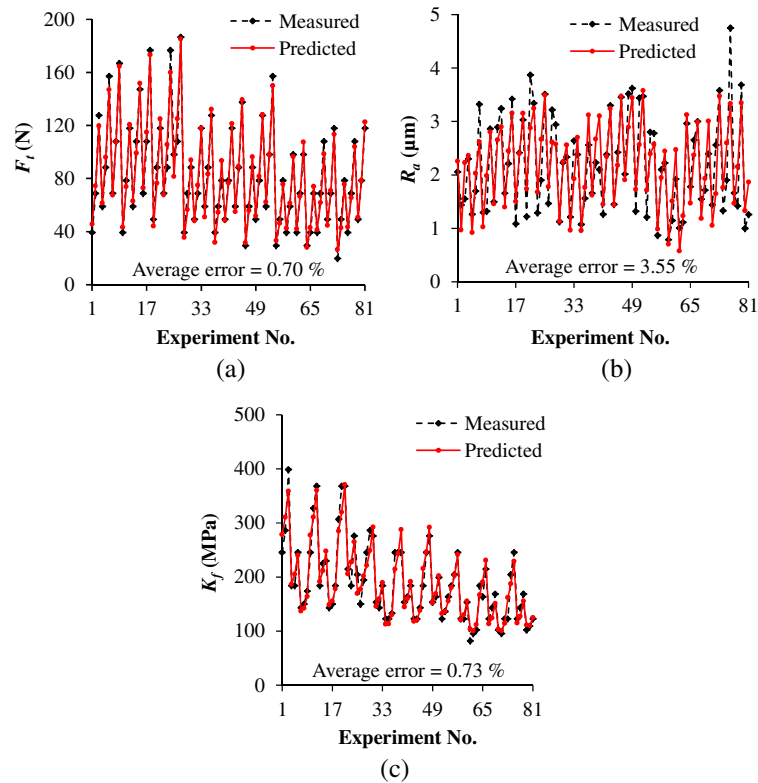 (a)
F_t (N)
200
160
120
80
40
0
Measured
Predicted
Average error = 0.70 %
1 17 33 49 65 81
Experiment No.
(a)
R_a (μm)
5
4
3
2
1
0
Measured
Predicted
Average error = 3.55 %
1 17 33 49 65 81
Experiment No.
(b)
K_f (MPa)
500
400
300
200
100
0
Measured
Predicted
Average error = 0.73 %
1 17 33 49 65 81
Experiment No.
(c)